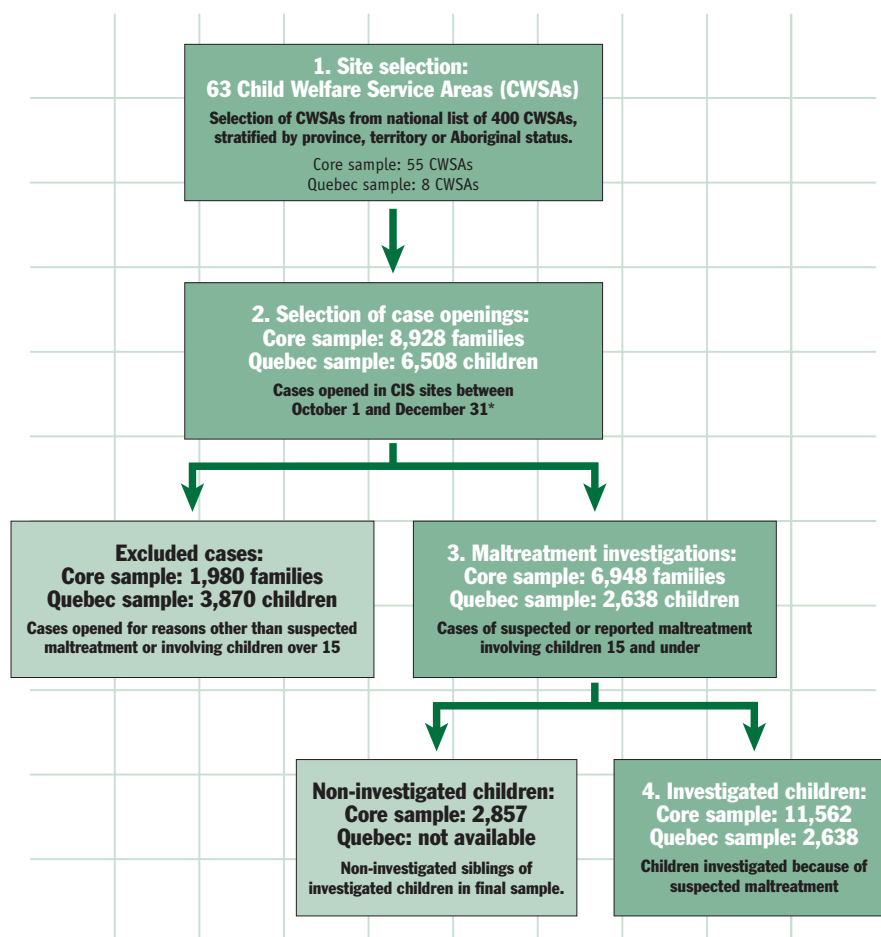 1. Site selection:
63 Child Welfare Service Areas (CWSAs)
Selection of CWSAs from national list of 400 CWSAs,
stratified by province, territory or Aboriginal status.
Core sample: 55 CWSAs
Quebec sample: 8 CWSAs
2. Selection of case openings:
Core sample: 8,928 families
Quebec sample: 6,508 children
Cases opened in CIS sites between
October 1 and December 31*
Excluded cases:
Core sample: 1,980 families
Quebec sample: 3,870 children
Cases opened for reasons other than suspected
maltreatment or involving children over 15
3. Maltreatment investigations:
Core sample: 6,948 families
Quebec sample: 2,638 children
Cases of suspected or reported maltreatment
involving children 15 and under
Non-investigated children:
Core sample: 2,857
Quebec: not available
Non-investigated siblings of
investigated children in final sample.
4. Investigated children:
Core sample: 11,562
Quebec sample: 2,638
Children investigated because of
suspected maltreatment